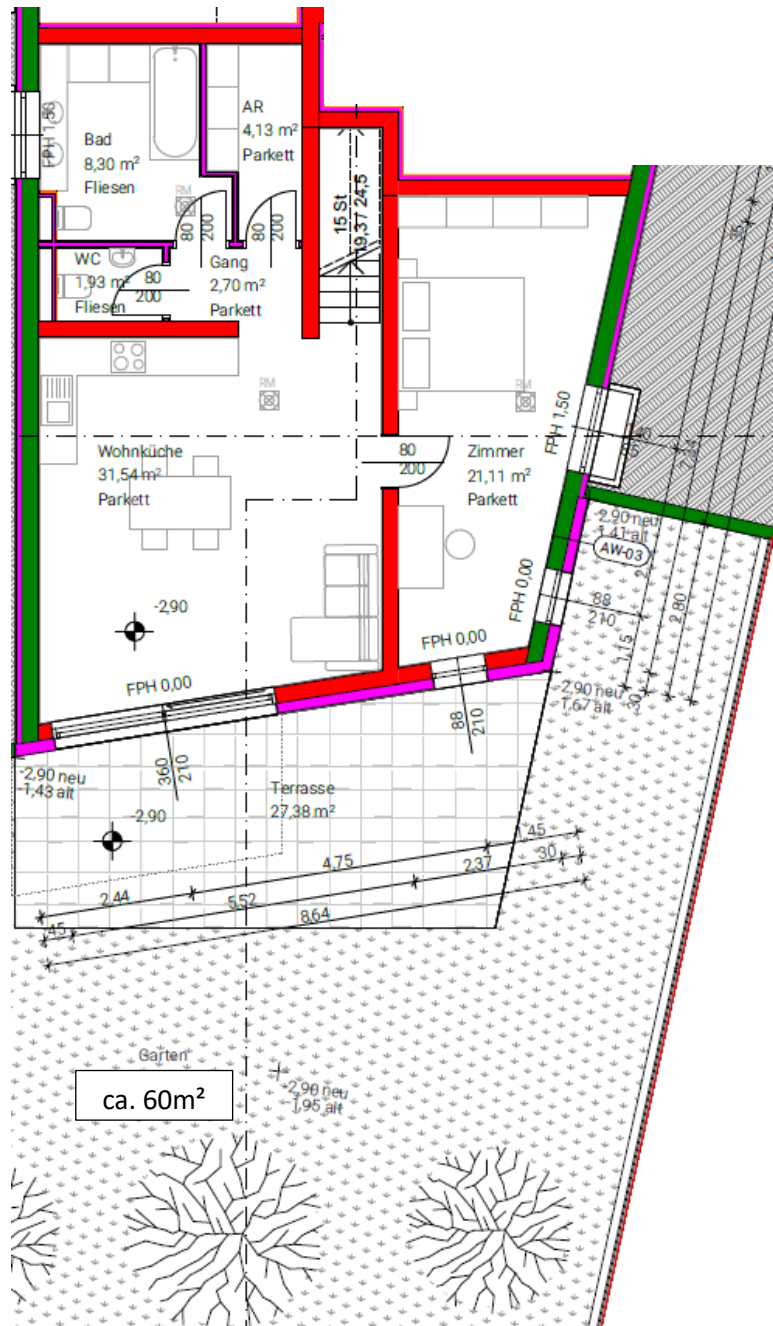 FPH 1,50
Bad
8,30 m²
Fliesen
AR
4,13 m²
Parkett
RM
80
200
80
200
15 St
19,3 / 24,5
WC
1,93 m²
Fliesen
80
200
Gang
2,70 m²
Parkett
RM
RM
Wohnküche
31,54 m²
Parkett
80
200
Zimmer
21,11 m²
Parkett
FPH 1,50
35
-2,90 neu
-1,41 alt
AW-03
FPH 0,00
88
210
2,80
1,15
30
-2,90
FPH 0,00
FPH 0,00
88
210
-2,90 neu
-1,67 alt
360
210
-2,90 neu
-1,43 alt
Terrasse
27,38 m²
-2,90
1,45
4,75
30
2,37
2,44
5,52
8,64
45
Garten
ca. 60m²
-2,90 neu
-1,95 alt